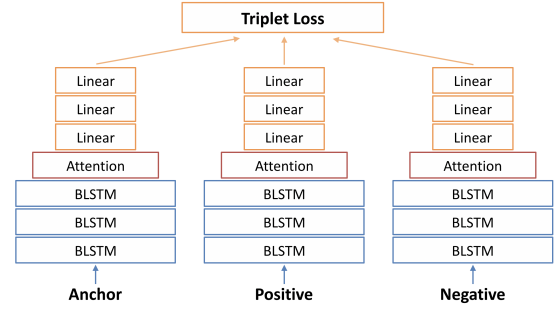 Triplet Loss
Linear Linear Linear
Linear Linear Linear
Linear Linear Linear
Attention Attention Attention
BLSTM BLSTM BLSTM
BLSTM BLSTM BLSTM
BLSTM BLSTM BLSTM
Anchor Positive Negative